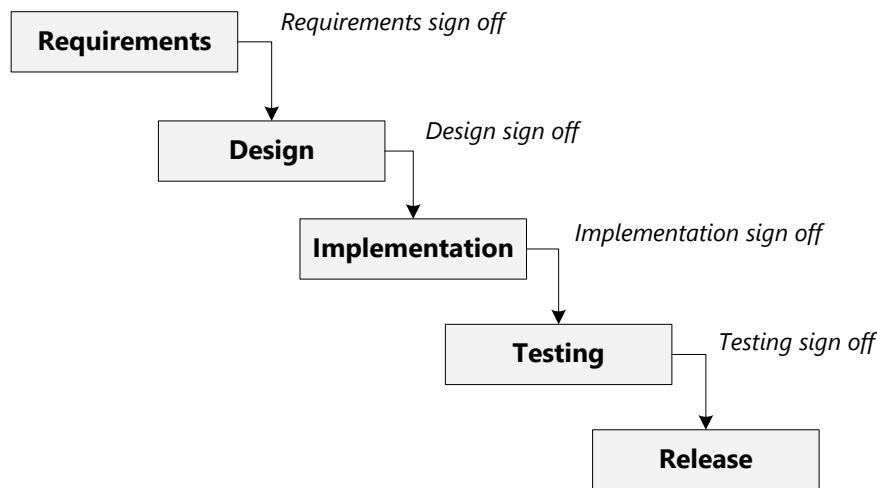 Requirements
Requirements sign off
Design
Design sign off
Implementation
Implementation sign off
Testing
Testing sign off
Release